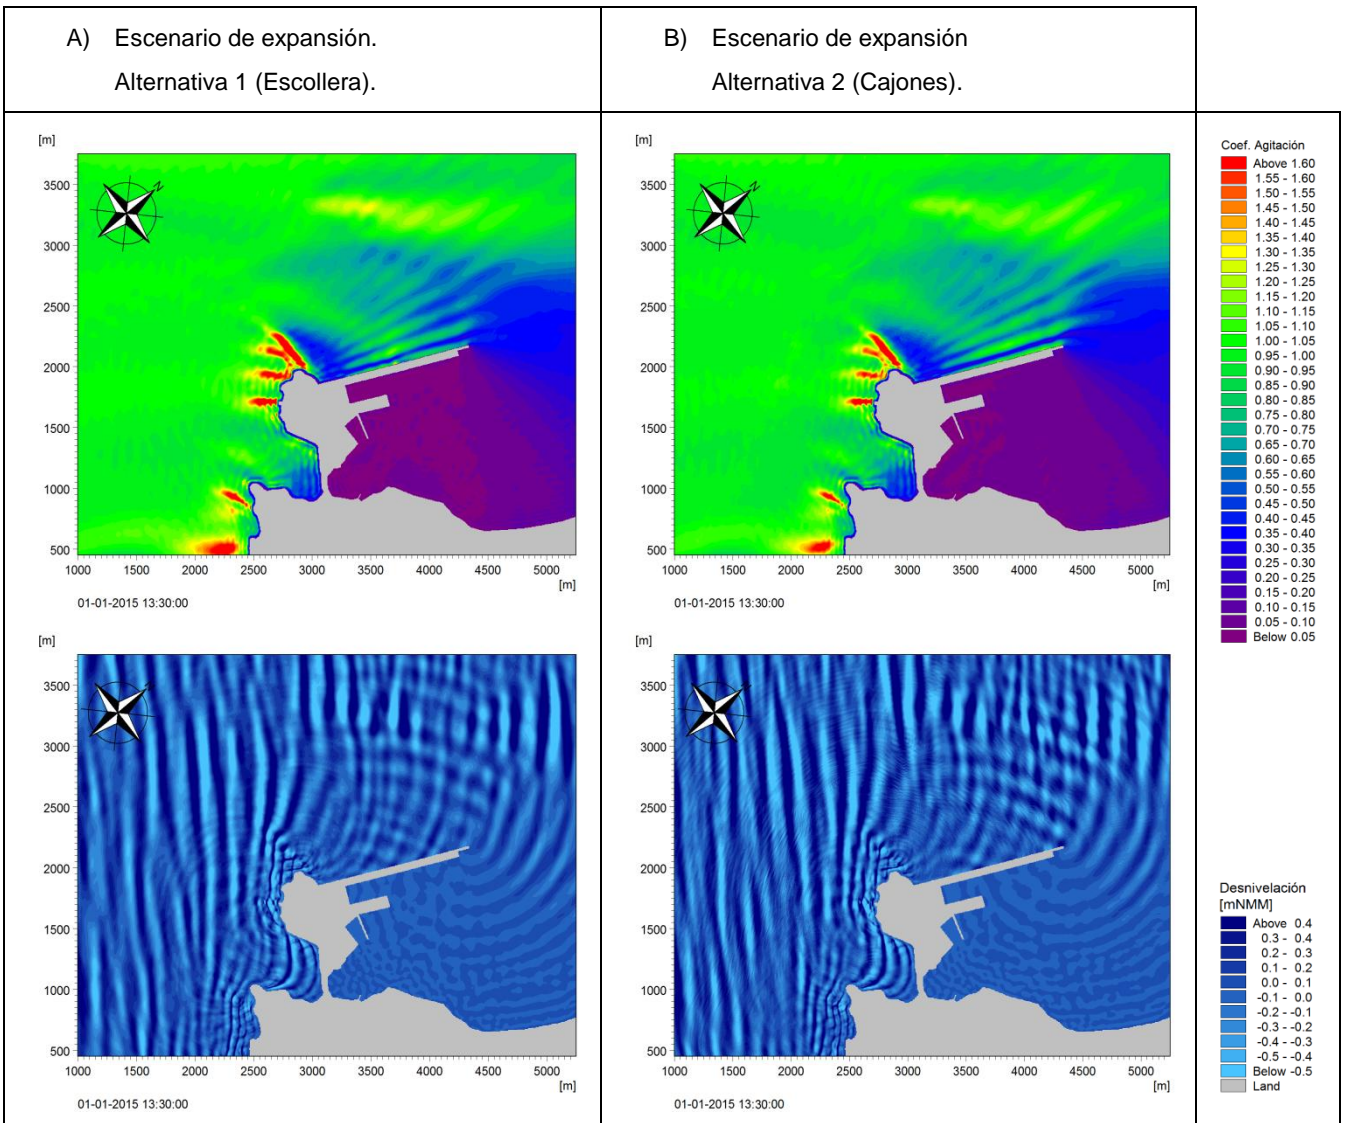 A) Escenario de expansión.
Alternativa 1 (Escollera).
B) Escenario de expansión
Alternativa 2 (Cajones).
[m]
3500
3000
2500
2000
1500
1000
500
N
1000 1500 2000 2500 3000 3500 4000 4500 5000
[m]
01-01-2015 13:30:00
[m]
3500
3000
2500
2000
1500
1000
500
N
1000 1500 2000 2500 3000 3500 4000 4500 5000
[m]
01-01-2015 13:30:00
Coef. Agitación
Above 1.60
1.55 - 1.60
1.50 - 1.55
1.45 - 1.50
1.40 - 1.45
1.35 - 1.40
1.30 - 1.35
1.25 - 1.30
1.20 - 1.25
1.15 - 1.20
1.10 - 1.15
1.05 - 1.10
1.00 - 1.05
0.95 - 1.00
0.90 - 0.95
0.85 - 0.90
0.80 - 0.85
0.75 - 0.80
0.70 - 0.75
0.65 - 0.70
0.60 - 0.65
0.55 - 0.60
0.50 - 0.55
0.45 - 0.50
0.40 - 0.45
0.35 - 0.40
0.30 - 0.35
0.25 - 0.30
0.20 - 0.25
0.15 - 0.20
0.10 - 0.15
0.05 - 0.10
Below 0.05
[m]
3500
3000
2500
2000
1500
1000
500
1000 1500 2000 2500 3000 3500 4000 4500 5000
[m]
01-01-2015 13:30:00
[m]
3500
3000
2500
2000
1500
1000
500
1000 1500 2000 2500 3000 3500 4000 4500 5000
[m]
01-01-2015 13:30:00
Desnivelación
[mNMM]
Above 0.4
0.3 - 0.4
0.2 - 0.3
0.1 - 0.2
0.0 - 0.1
-0.1 - 0.0
-0.2 - -0.1
-0.3 - -0.2
-0.4 - -0.3
-0.5 - -0.4
Below -0.5
Land